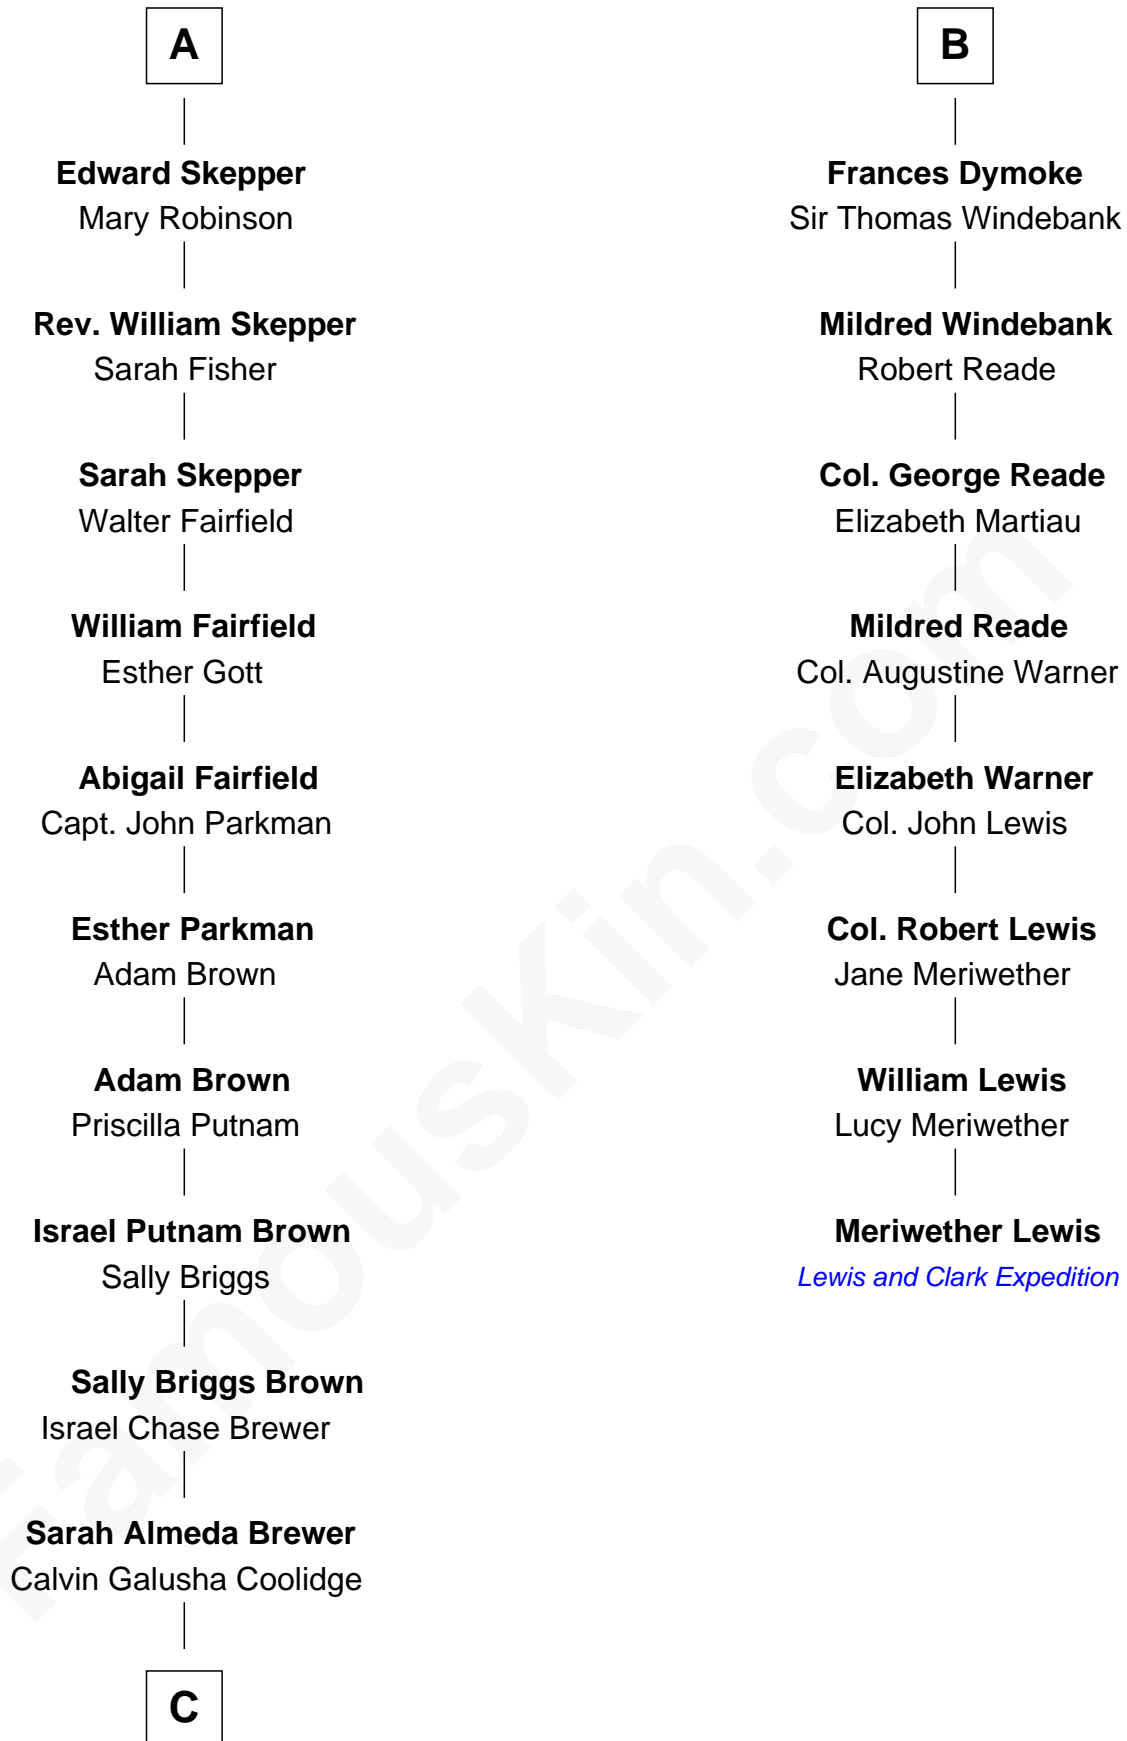 A
Edward Skepper
Mary Robinson
Rev. William Skepper
Sarah Fisher
Sarah Skepper
Walter Fairfield
William Fairfield
Esther Gott
Abigail Fairfield
Capt. John Parkman
Esther Parkman
Adam Brown
Adam Brown
Priscilla Putnam
Israel Putnam Brown
Sally Briggs
Sally Briggs Brown
Israel Chase Brewer
Sarah Almeda Brewer
Calvin Galusha Coolidge
C
B
Frances Dymoke
Sir Thomas Windebank
Mildred Windebank
Robert Reade
Col. George Reade
Elizabeth Martiau
Mildred Reade
Col. Augustine Warner
Elizabeth Warner
Col. John Lewis
Col. Robert Lewis
Jane Meriwether
William Lewis
Lucy Meriwether
Meriwether Lewis
Lewis and Clark Expedition
FamousKin.com